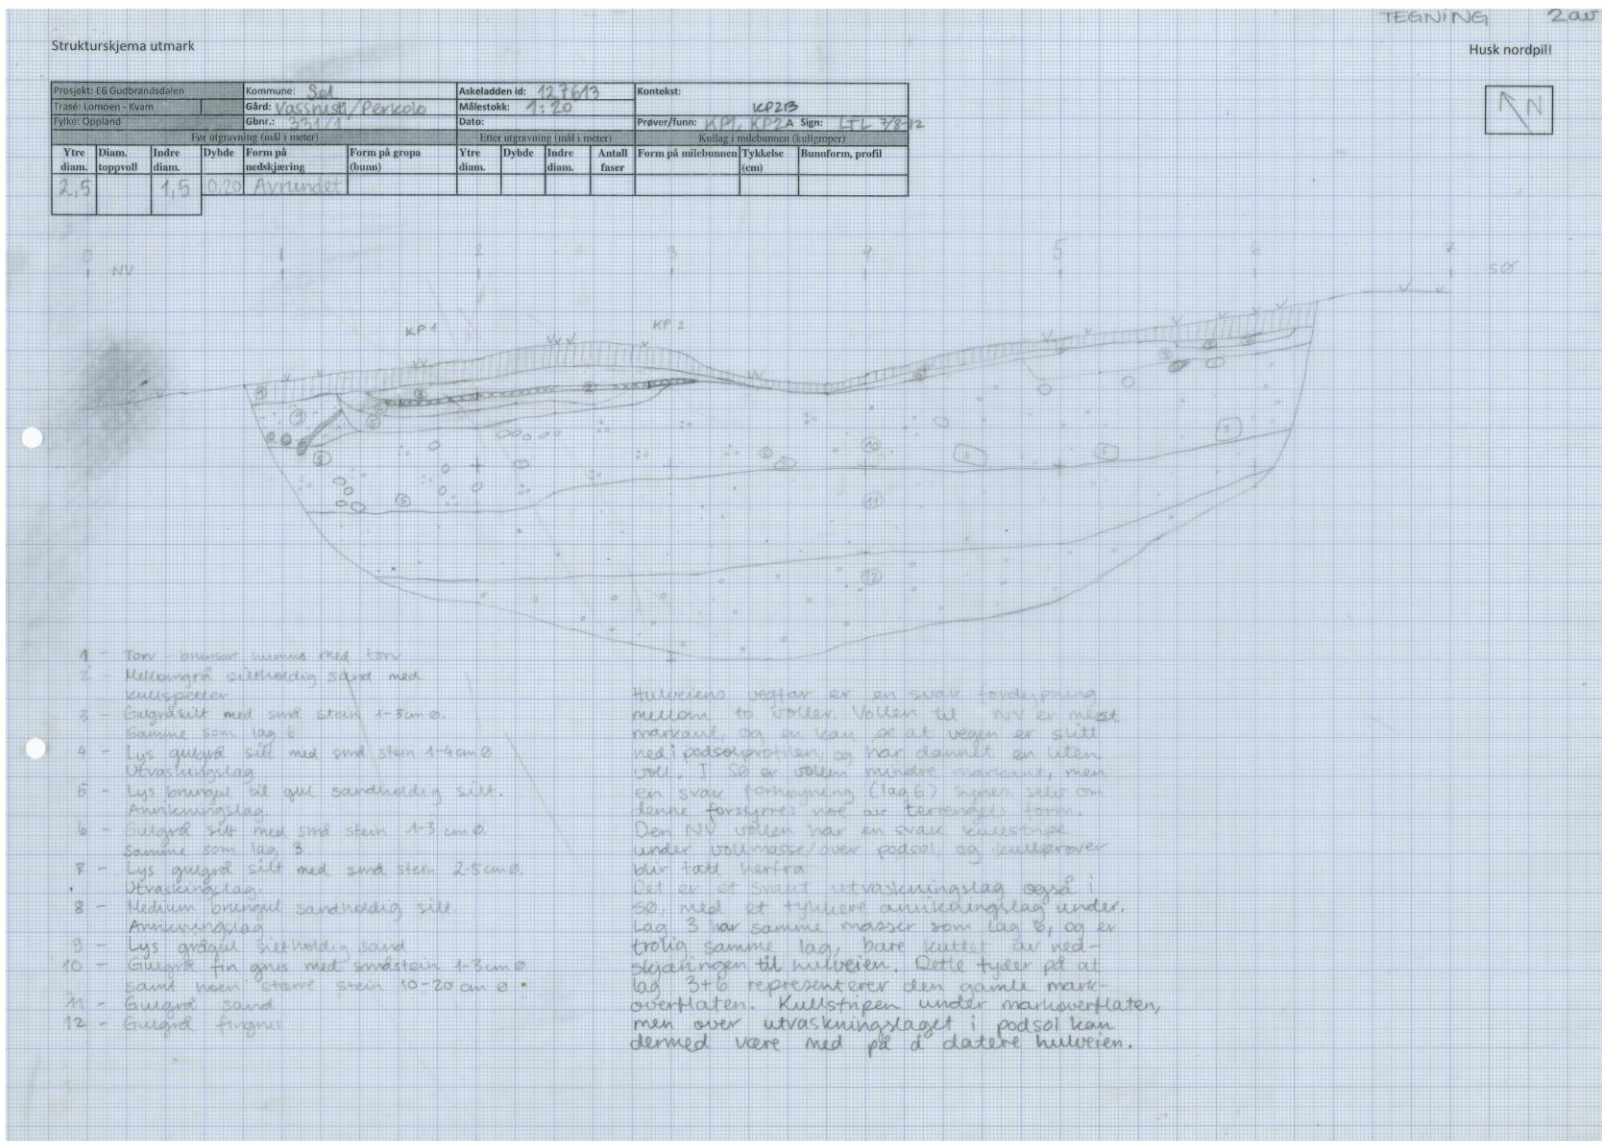 TEGNING 2 av
Strukturskjema utmark
Husk nordpil!
Prosjekt: E6 Gudbrandsdalen Kommune: Sel Askeladden id: 127613 Kontekst:
Trasé: Lomoen - Kvam Gård: Målestokk: 1:20 KP2B
Fylke: Oppland Gbnr.: 331/1 Dato: Prøver/funn: KP1, KP2A Sign: LTL 3/8-12
Før utgravning (mål i meter) Etter utgravning (mål i meter) Kullag i milebunnen (kullgroper)
Ytre diam. Diam. toppvoll Indre diam. Dybde Form på nedskjæring Form på gropa (bunn) Ytre diam. Dybde Indre diam. Antall faser Form på milebunnen Tykkelse (cm) Bunnform, profil
2,5 1,5 0,20 Avrundet
N
0 1 2 3 4 5 6 7
NV SØ
KP 1 KP 2
10
11
12
1 - Torv - brunsort humus med torv
2 - Mellomgrå siltholdig sand med
kullspetter
3 - Gulgrå silt med små stein 1-3cm ø.
Samme som lag 6
4 - Lys gulgrå silt med små stein 1-4cm ø
Utvaskingslag
5 - Lys brungul til gul sandholdig silt.
Anrikningslag.
6 - Gulgrå silt med små stein 1-3 cm ø.
Samme som lag 3.
7 - Lys gulgrå silt med små stein 2-5cm ø.
Utvaskingslag.
8 - Medium brungul sandholdig silt.
Anrikningslag
9 - Lys grågul siltholdig sand
10 - Gulgrå fin grus med småstein 1-3cm ø
samt noen større stein 10-20 cm ø.
11 - Gulgrå sand
12 - Gulgrå fingrus
Hulveiens vegfar er en svak fordypning
mellom to voller. Vollen til NV er mest
markant, og en kan se at vegen er slitt
ned i podsolprofilen, og har dannet en liten
voll. I SØ er vollen mindre markant, men
en svak forhøyning (lag 6) synes, selv om
denne forstyrres noe av terrengets form.
Den NV vollen har en svak kullstripe
under vollmasse/over podsol, og kullprøver
blir tatt herfra.
Det er et svakt utvaskningslag også i
SØ, med et tykkere anrikningslag under.
Lag 3 har samme masser som lag 6, og er
trolig samme lag, bare kuttet av ned-
skjæringen til hulveien. Dette tyder på at
lag 3+6 representerer den gamle mark-
overflaten. Kullstripen under markoverflaten,
men over utvaskningslaget i podsol kan
dermed være med på å datere hulveien.